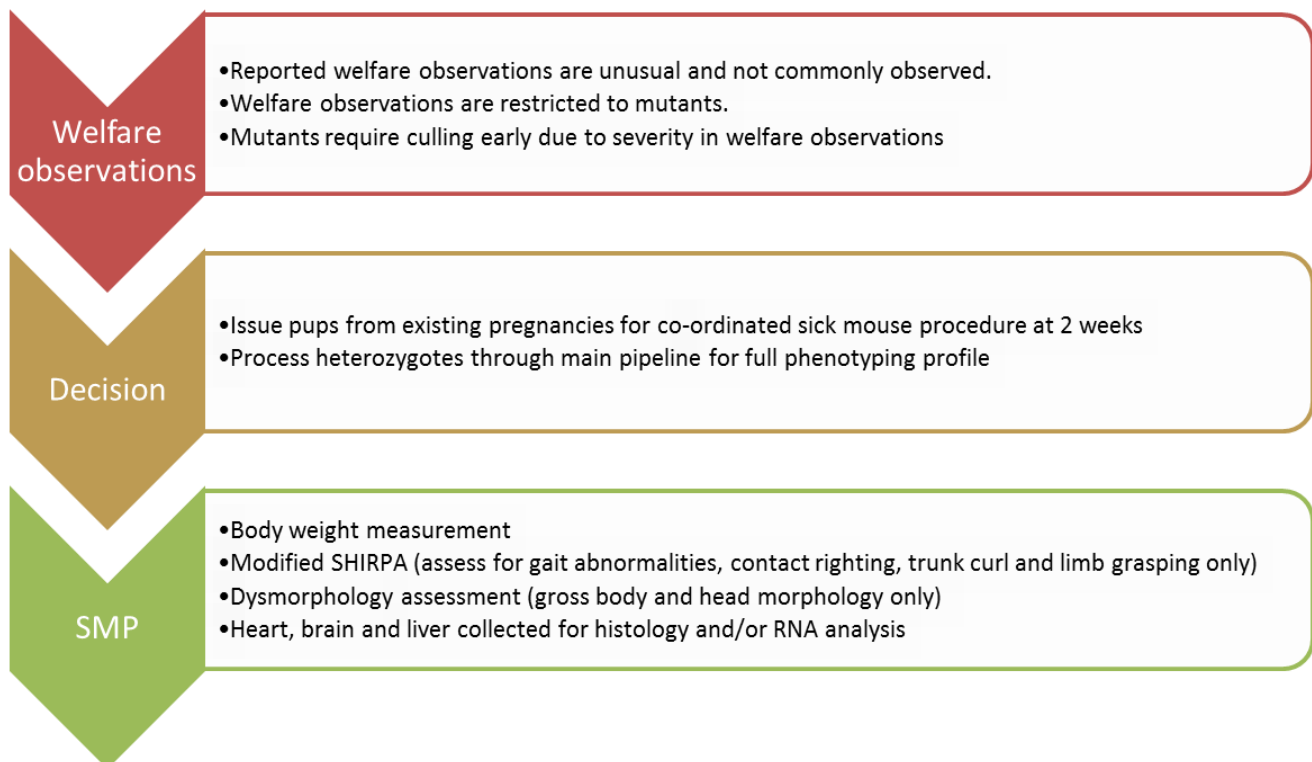 Welfare
observations
•Reported welfare observations are unusual and not commonly observed.
•Welfare observations are restricted to mutants.
•Mutants require culling early due to severity in welfare observations
Decision
•Issue pups from existing pregnancies for co-ordinated sick mouse procedure at 2 weeks
•Process heterozygotes through main pipeline for full phenotyping profile
SMP
•Body weight measurement
•Modified SHIRPA (assess for gait abnormalities, contact righting, trunk curl and limb grasping only)
•Dysmorphology assessment (gross body and head morphology only)
•Heart, brain and liver collected for histology and/or RNA analysis